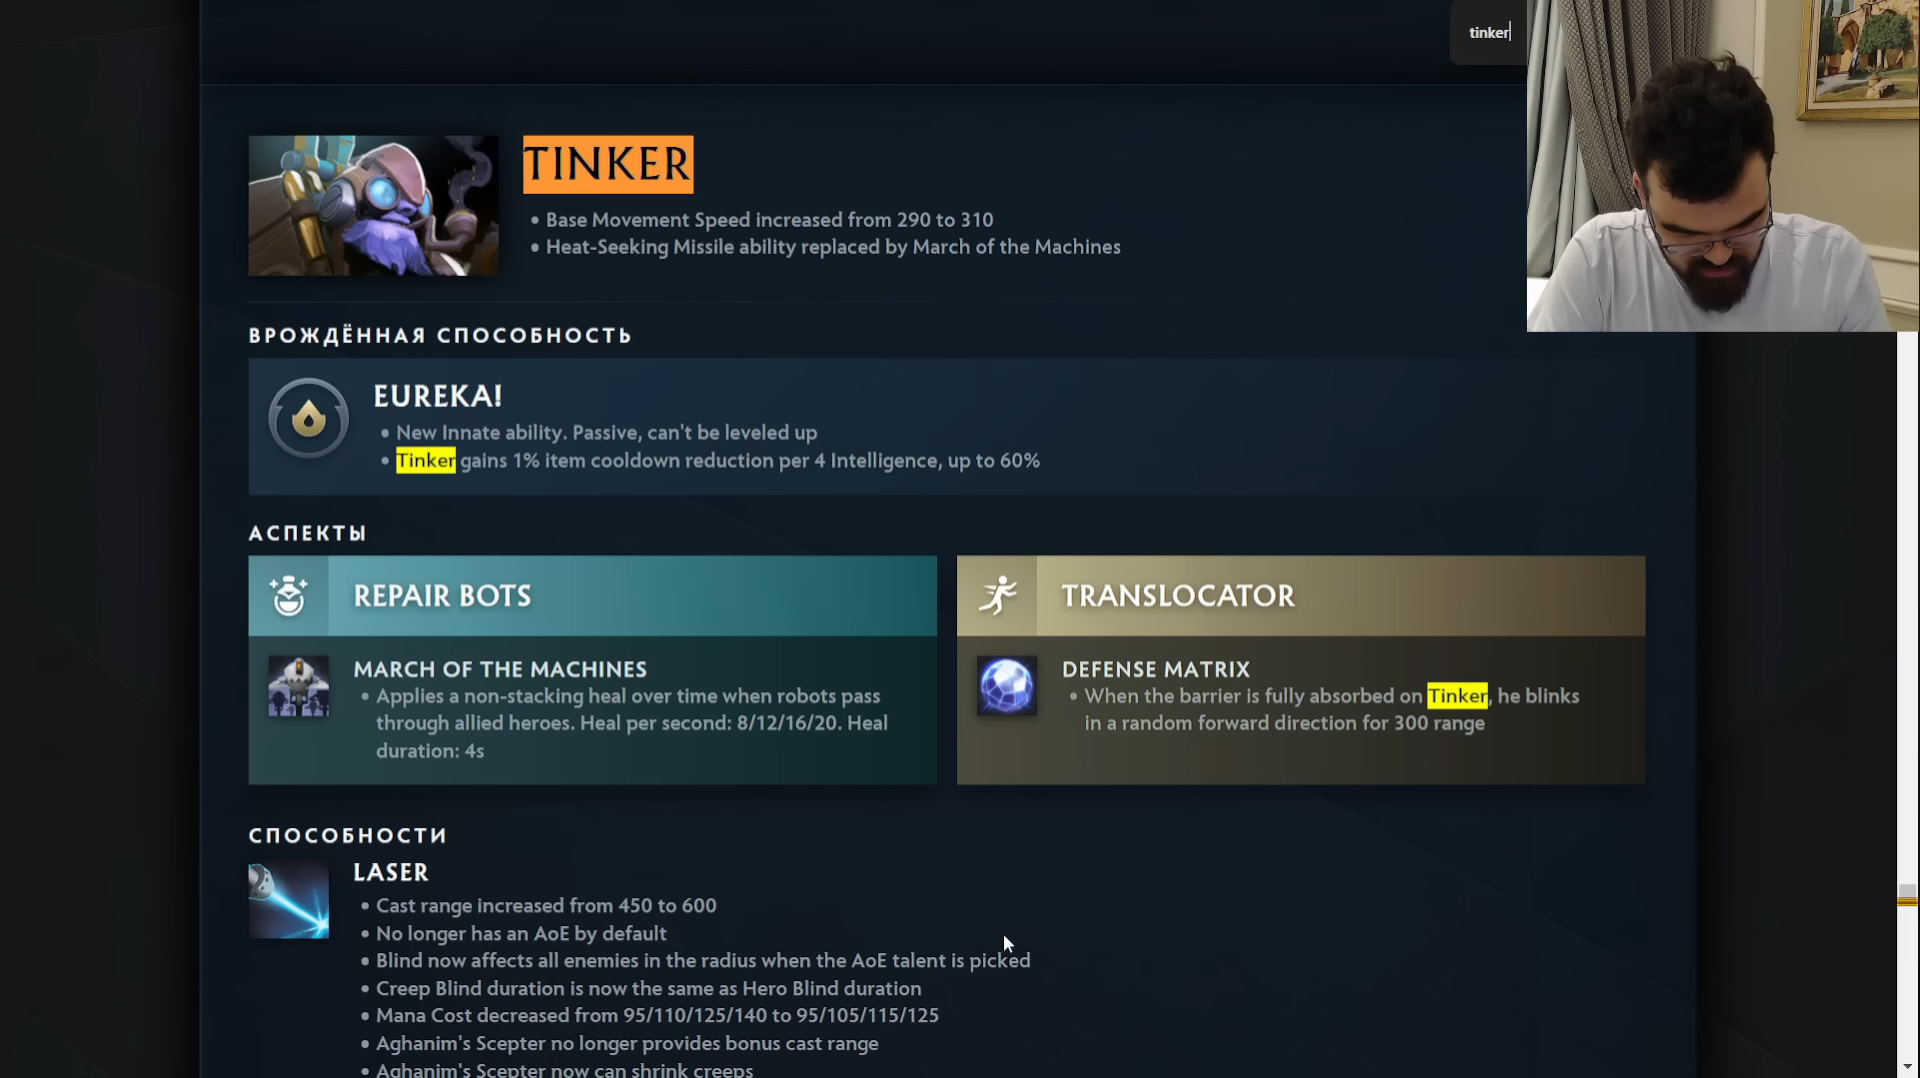 tinker
TINKER
• Base Movement Speed increased from 290 to 310
• Heat-Seeking Missile ability replaced by March of the Machines
ВРОЖДЁННАЯ СПОСОБНОСТЬ
EUREKA!
• New Innate ability. Passive, can't be leveled up
• Tinker gains 1% item cooldown reduction per 4 Intelligence, up to 60%
АСПЕКТЫ
REPAIR BOTS
MARCH OF THE MACHINES
• Applies a non-stacking heal over time when robots pass
through allied heroes. Heal per second: 8/12/16/20. Heal
duration: 4s
TRANSLOCATOR
DEFENSE MATRIX
• When the barrier is fully absorbed on Tinker, he blinks
in a random forward direction for 300 range
СПОСОБНОСТИ
LASER
• Cast range increased from 450 to 600
• No longer has an AoE by default
• Blind now affects all enemies in the radius when the AoE talent is picked
• Creep Blind duration is now the same as Hero Blind duration
• Mana Cost decreased from 95/110/125/140 to 95/105/115/125
• Aghanim's Scepter no longer provides bonus cast range
• Aghanim's Scepter now can shrink creeps